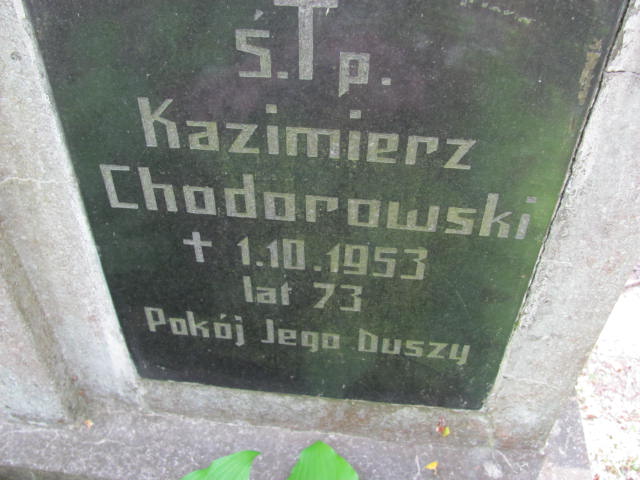 Ś.†p.
Kazimierz
Chodorowski
† 1.10.1953
lat 73
Pokój Jego Duszy